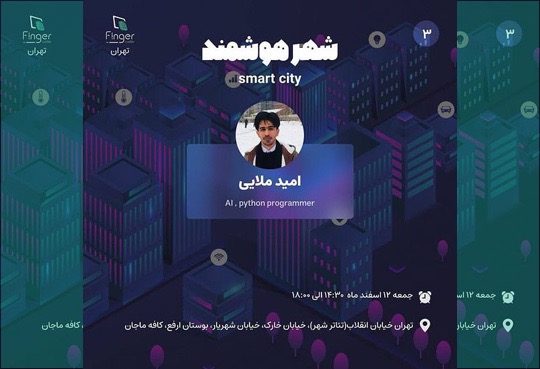 Finger
تهران
Finger
تهران
۳
۳
شهر هوشمند
smart city
امید ملایی
AI , python programmer
جمعه ۱۲ اسفند ماه ۱۴:۳۰ الی ۱۸:۰۰
جمعه ۱۲ اس
تهران خیابان انقلاب(تئاتر شهر)، خیابان خارک، خیابان شهریار، بوستان ارفع، کافه ماجان
تهران خیابان
، کافه ماجان